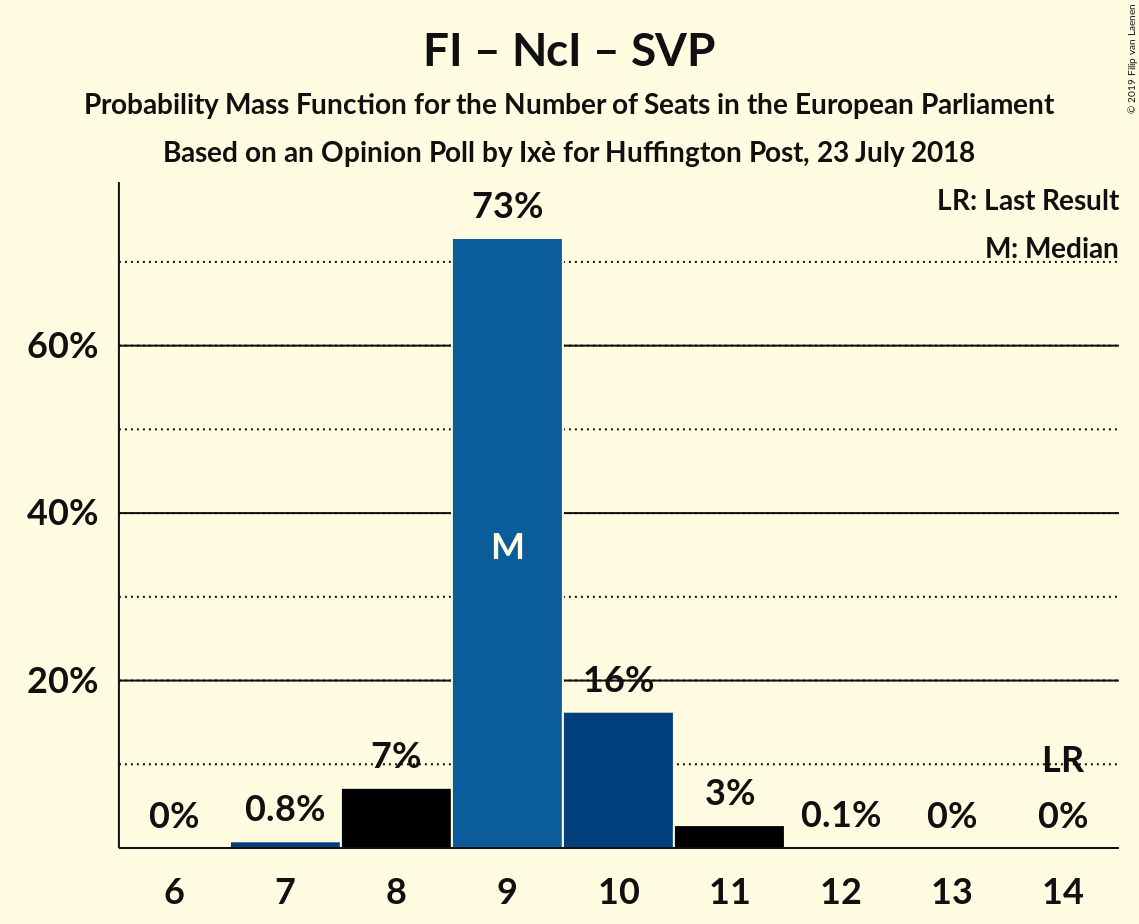 FI – NcI – SVP
Probability Mass Function for the Number of Seats in the European Parliament
Based on an Opinion Poll by Ixè for Huffington Post, 23 July 2018
© 2019 Filip van Laenen
LR: Last Result
M: Median
60%
40%
20%
0%
0.8%
7%
73%
M
16%
3%
0.1%
0%
LR
0%
6
7
8
9
10
11
12
13
14